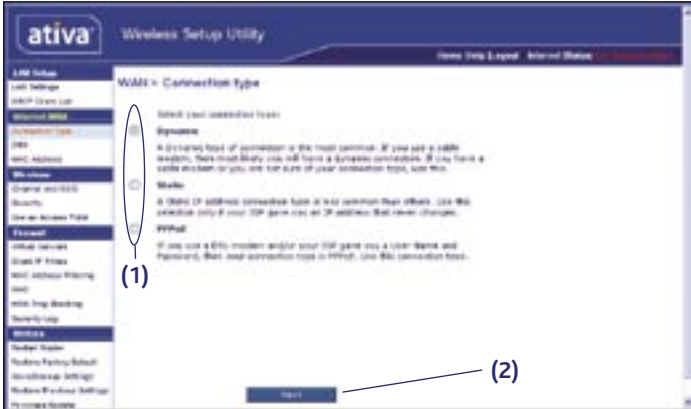 ativa
Wireless Setup Utility
Home Help Logout Internet Status:
LAN Setup
LAN Settings
DHCP Client List
Internet WAN
Connection Type
DNS
MAC Address
Wireless
Channel and SSID
Security
Use as Access Point
Firewall
Virtual Servers
Client IP Filters
MAC Address Filtering
DMZ
WAN Ping Blocking
Security Log
Utilities
Restart Router
Restore Factory Default
Save/Backup Settings
Restore Previous Settings
Firmware Update
WAN > Connection Type
Select your connection type:
Dynamic
A Dynamic type of connection is the most common. If you use a cable
modem, then most likely you will have a dynamic connection. If you have a
cable modem or you are not sure of your connection type, use this.
Static
A Static IP address connection type is less common than others. Use this
selection only if your ISP gave you an IP address that never changes.
PPPoE
If you use a DSL modem and/or your ISP gave you a User Name and
Password, then your connection type is PPPoE. Use this connection type.
(1)
(2)
Next